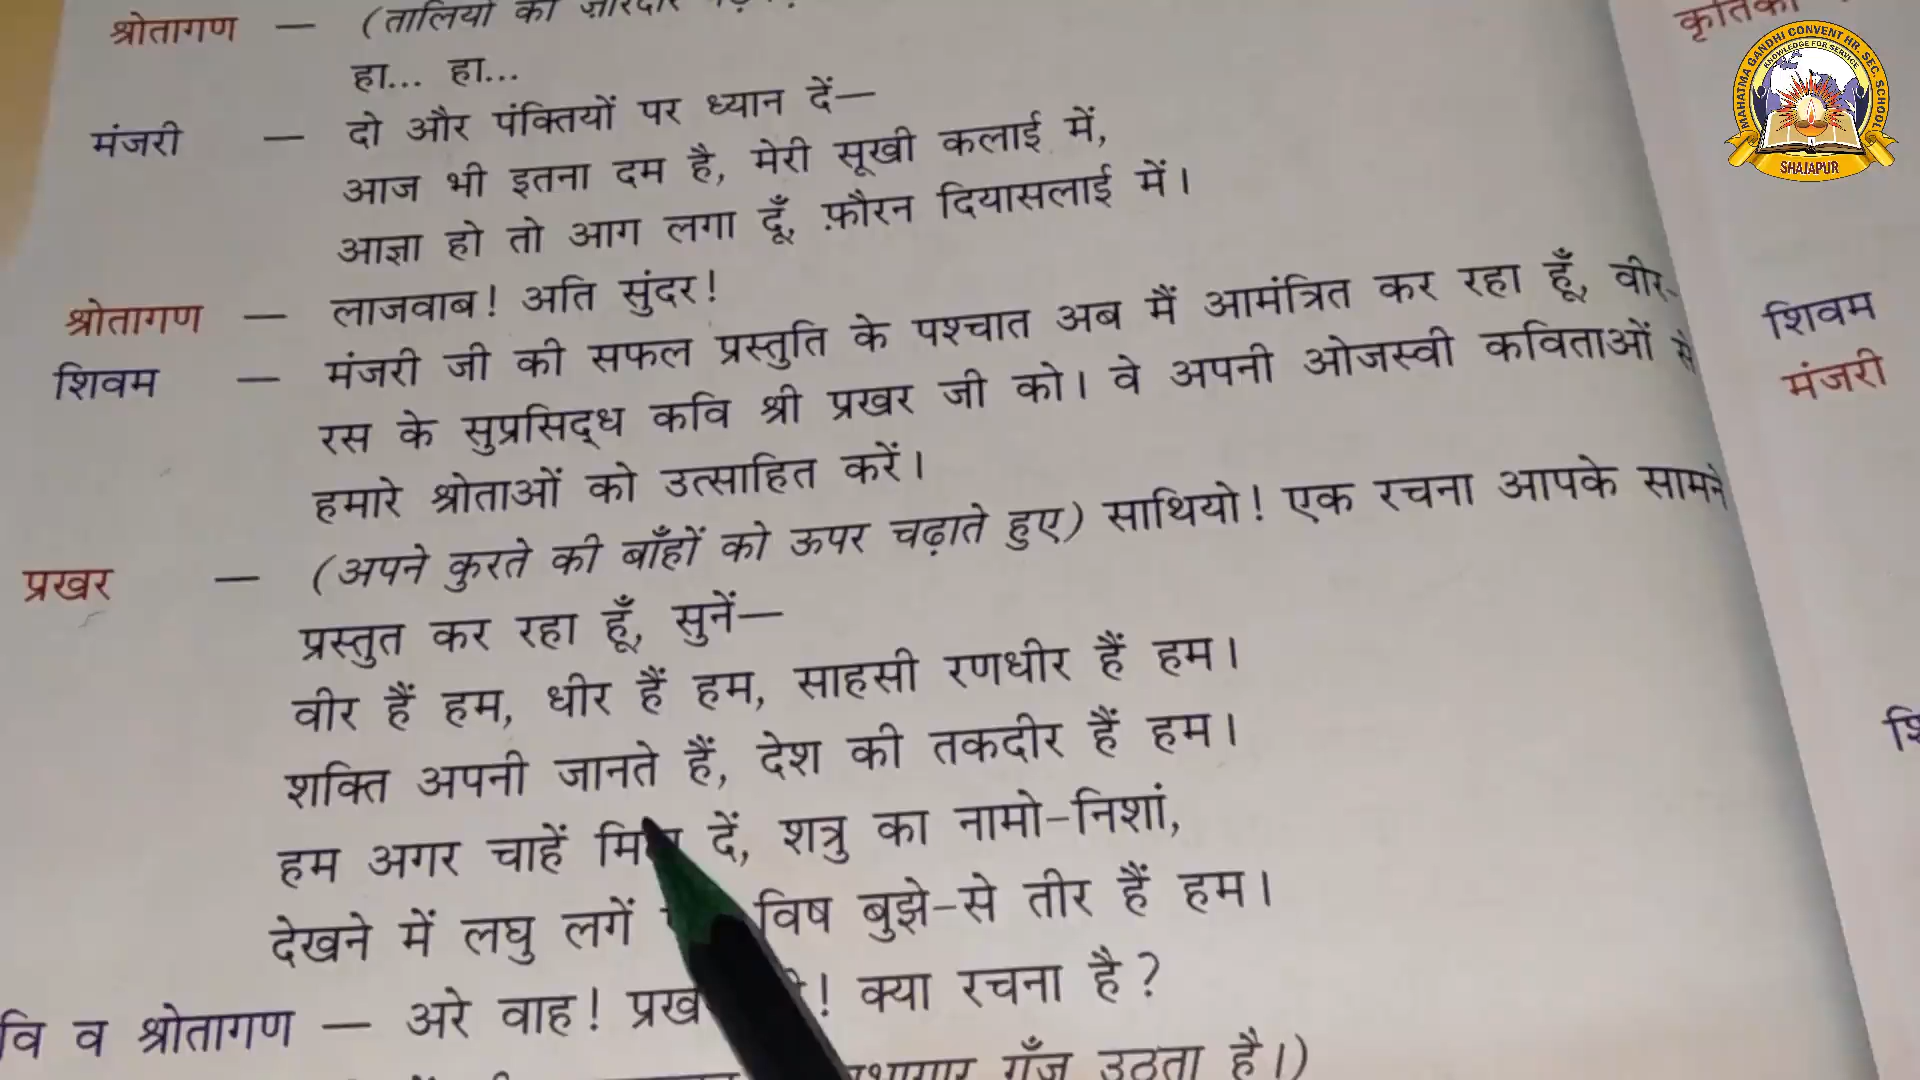 श्रोतागण — (तालियों की ज़ोरदार
हा... हा...
मंजरी — दो और पंक्तियों पर ध्यान दें—
आज भी इतना दम है, मेरी सूखी कलाई में,
आज्ञा हो तो आग लगा दूँ, फ़ौरन दियासलाई में।
श्रोतागण — लाजवाब! अति सुंदर!
शिवम — मंजरी जी की सफल प्रस्तुति के पश्चात अब मैं आमंत्रित कर रहा हूँ, वीर-
रस के सुप्रसिद्ध कवि श्री प्रखर जी को। वे अपनी ओजस्वी कविताओं से
हमारे श्रोताओं को उत्साहित करें।
प्रखर — (अपने कुरते की बाँहों को ऊपर चढ़ाते हुए) साथियो! एक रचना आपके सामने
प्रस्तुत कर रहा हूँ, सुनें—
वीर हैं हम, धीर हैं हम, साहसी रणधीर हैं हम।
शक्ति अपनी जानते हैं, देश की तकदीर हैं हम।
हम अगर चाहें दें, शत्रु का नामो-निशां,
देखने में लघु लगें विष बुझे-से तीर हैं हम।
वि व श्रोतागण — अरे वाह! प्रख ! क्या रचना है?
गूँज उठता है।)
कृतिका
शिवम
मंजरी
शि
MAHATMA GANDHI CONVENT HR. SEC. SCHOOL
KNOWLEDGE FOR SERVICE
SHAJAPUR